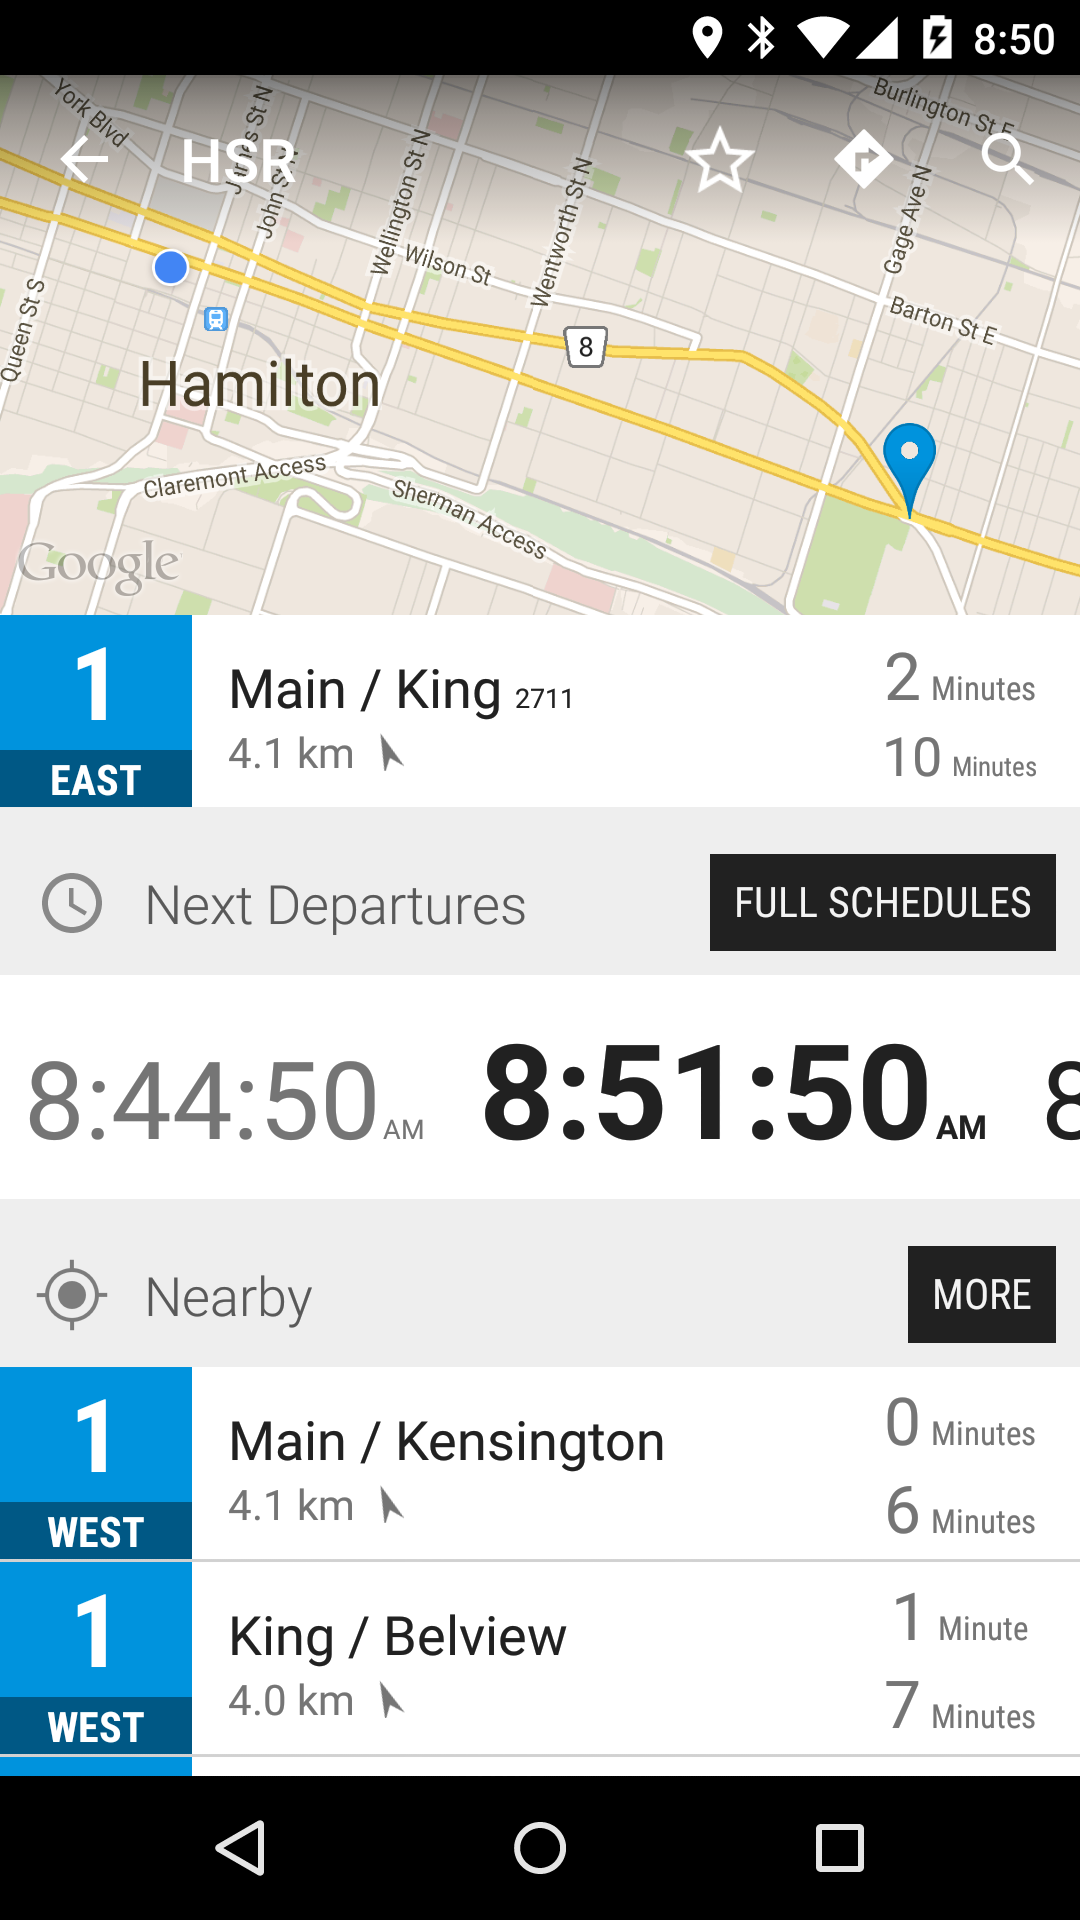 8:50
York Blvd
James St N
John St N
Wellington St N
Wentworth St N
Burlington St E
Gage Ave N
HSR
Wilson St
Queen St S
Barton St E
8
Hamilton
Claremont Access
Sherman Access
Google
1
EAST
Main / King 2711
4.1 km
2 Minutes
10 Minutes
Next Departures
FULL SCHEDULES
8:44:50 AM
8:51:50 AM
8
Nearby
MORE
1
WEST
Main / Kensington
4.1 km
0 Minutes
6 Minutes
1
WEST
King / Belview
4.0 km
1 Minute
7 Minutes